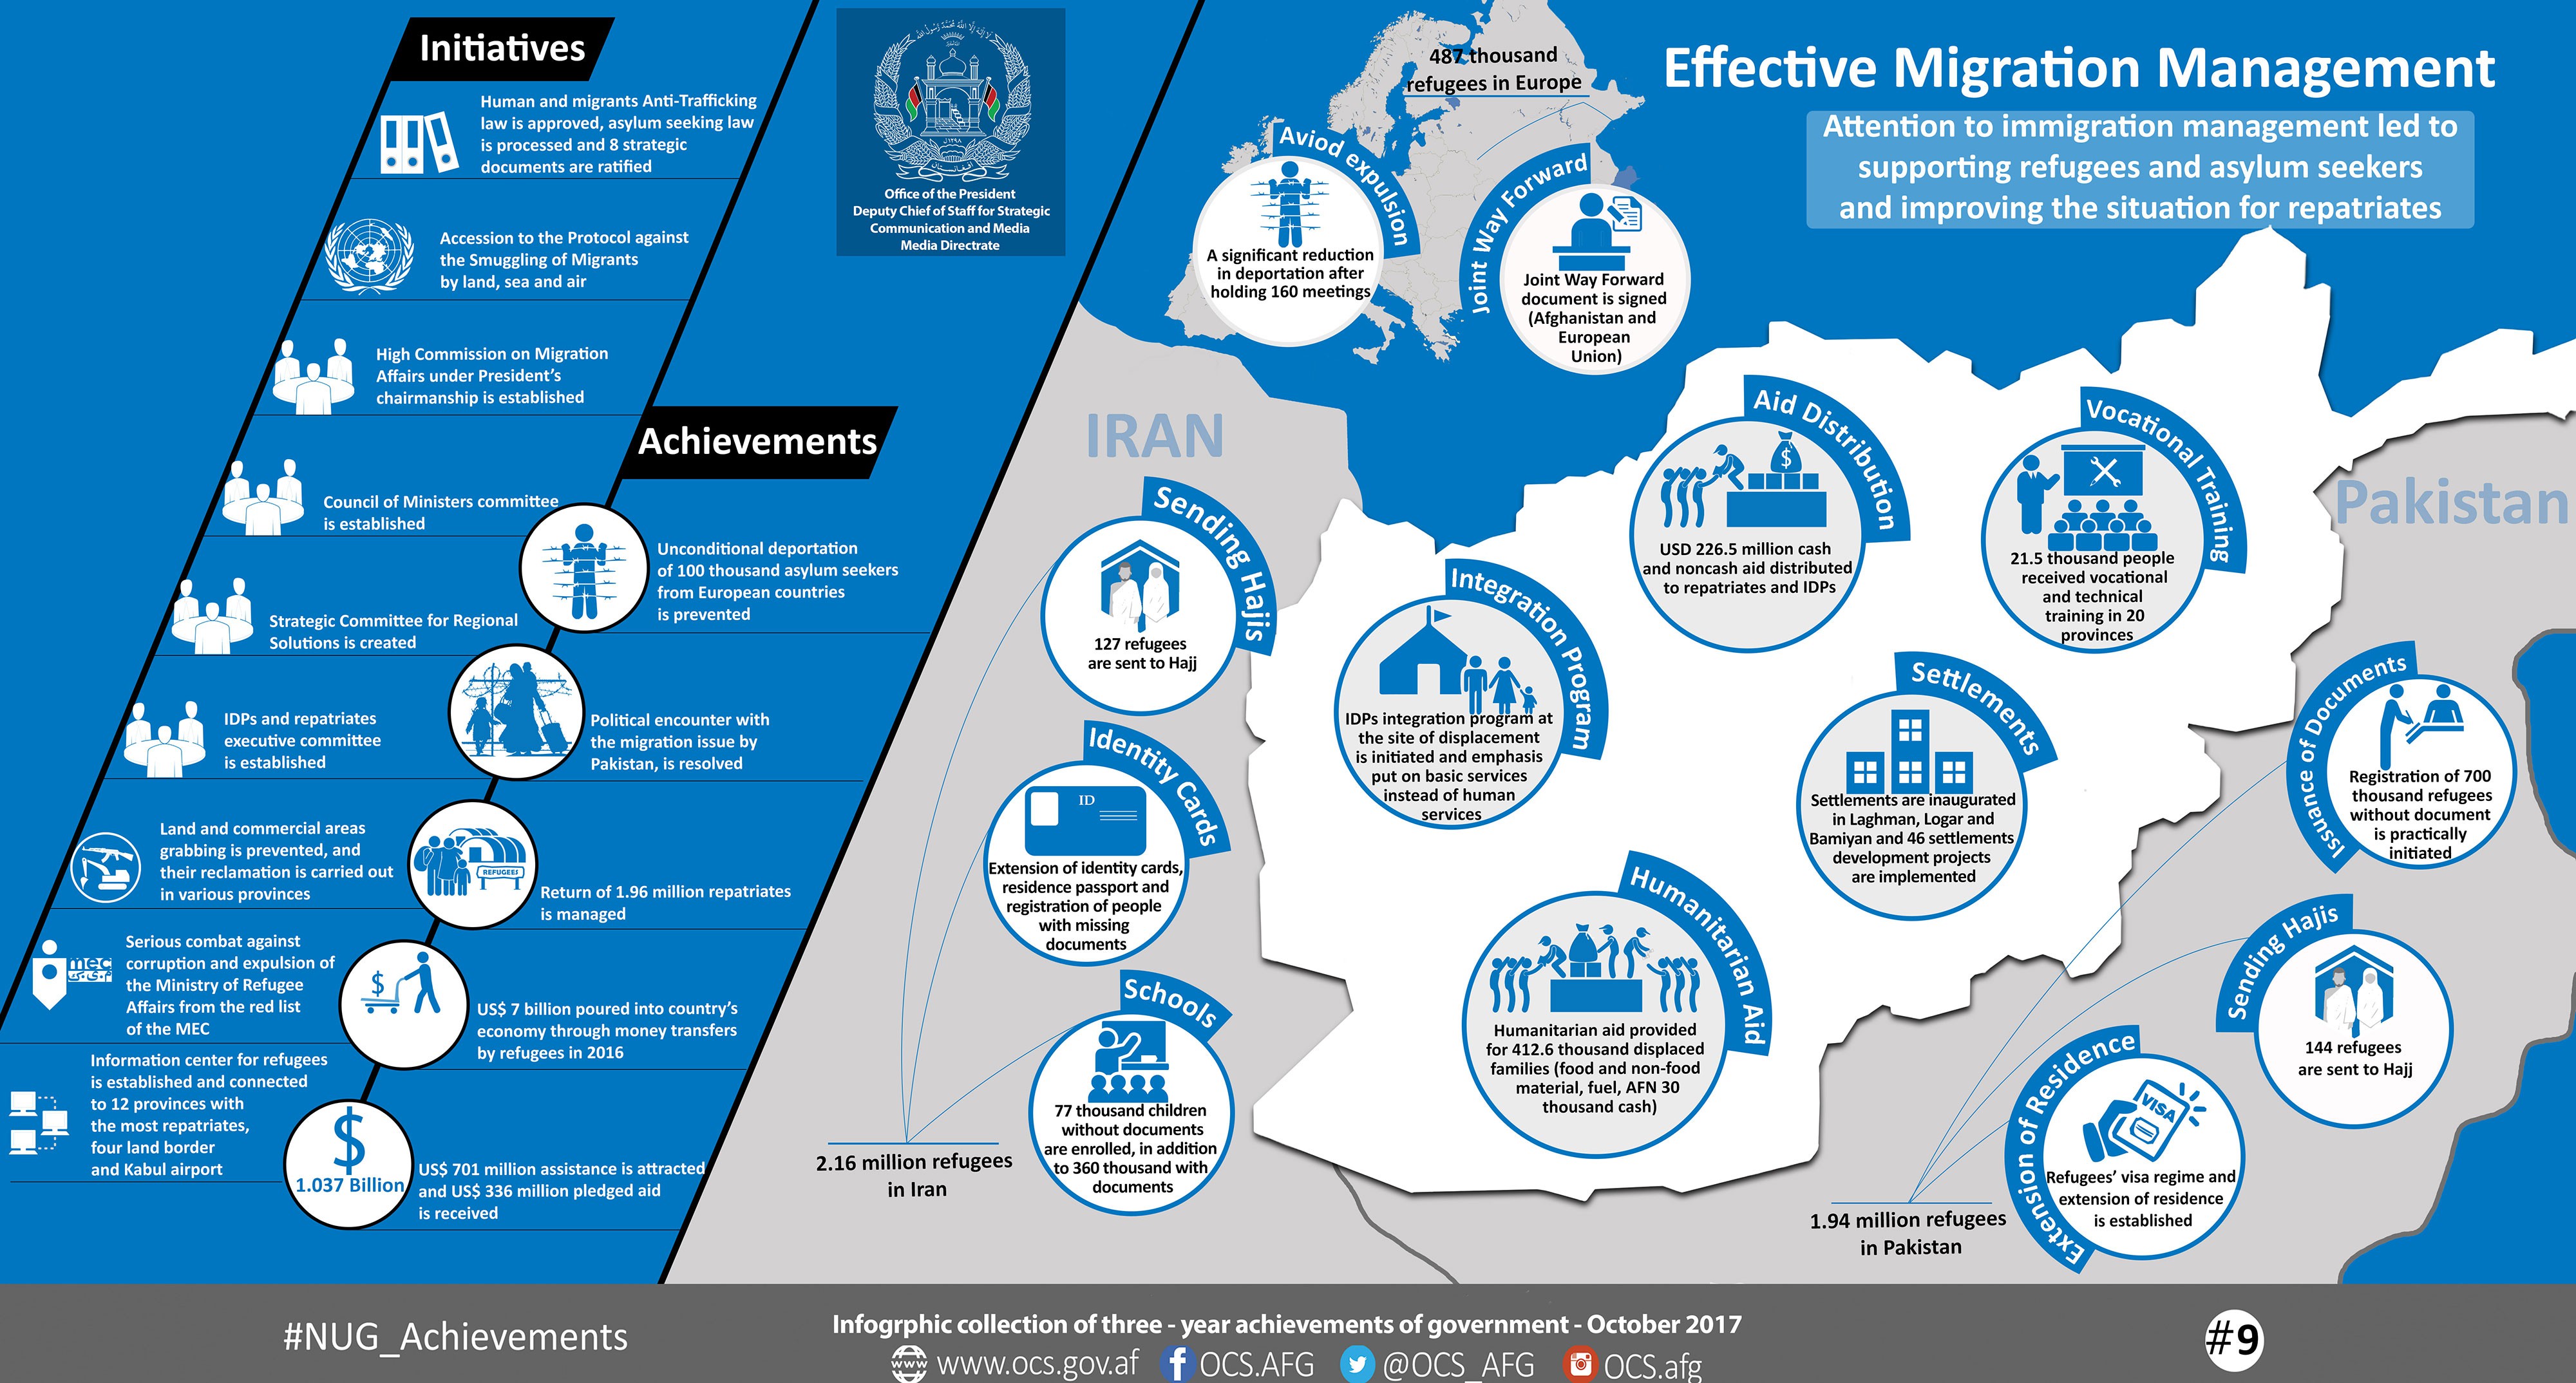 Initiatives
Human and migrants Anti-Trafficking
law is approved, asylum seeking law
is processed and 8 strategic
documents are ratified
Accession to the Protocol against
the Smuggling of Migrants
by land, sea and air
High Commission on Migration
Affairs under President's
chairmanship is established
Council of Ministers committee
is established
Strategic Committee for Regional
Solutions is created
IDPs and repatriates
executive committee
is established
Land and commercial areas
grabbing is prevented, and
their reclamation is carried out
in various provinces
mec
Serious combat against
corruption and expulsion of
the Ministry of Refugee
Affairs from the red list
of the MEC
Information center for refugees
is established and connected
to 12 provinces with
the most repatriates,
four land border
and Kabul airport
Achievements
Unconditional deportation
of 100 thousand asylum seekers
from European countries
is prevented
Political encounter with
the migration issue by
Pakistan, is resolved
REFUGEES
Return of 1.96 million repatriates
is managed
$
US$ 7 billion poured into country's
economy through money transfers
by refugees in 2016
$
1.037 Billion
US$ 701 million assistance is attracted
and US$ 336 million pledged aid
is received
Office of the President
Deputy Chief of Staff for Strategic
Communication and Media
Media Directrate
Effective Migration Management
Attention to immigration management led to
supporting refugees and asylum seekers
and improving the situation for repatriates
487 thousand
refugees in Europe
Aviod expulsion
A significant reduction
in deportation after
holding 160 meetings
Joint Way Forward
Joint Way Forward
document is signed
(Afghanistan and
European
Union)
IRAN
Sending Hajis
127 refugees
are sent to Hajj
Identity Cards
ID
Extension of identity cards,
residence passport and
registration of people
with missing
documents
Schools
77 thousand children
without documents
are enrolled, in addition
to 360 thousand with
documents
2.16 million refugees
in Iran
Integration Program
IDPs integration program at
the site of displacement
is initiated and emphasis
put on basic services
instead of human
services
Aid Distribution
$
USD 226.5 million cash
and noncash aid distributed
to repatriates and IDPs
Vocational Training
21.5 thousand people
received vocational
and technical
training in 20
provinces
Settlements
Settlements are inaugurated
in Laghman, Logar and
Bamiyan and 46 settlements
development projects
are implemented
Humanitarian Aid
Humanitarian aid provided
for 412.6 thousand displaced
families (food and non-food
material, fuel, AFN 30
thousand cash)
Pakistan
Issuance of Documents
Registration of 700
thousand refugees
without document
is practically
initiated
Sending Hajis
144 refugees
are sent to Hajj
Extension of Residence
VISA
Refugees' visa regime and
extension of residence
is established
1.94 million refugees
in Pakistan
#NUG_Achievements
Infogrphic collection of three - year achievements of government - October 2017
www www.ocs.gov.af f OCS.AFG @OCS_AFG OCS.afg
#9